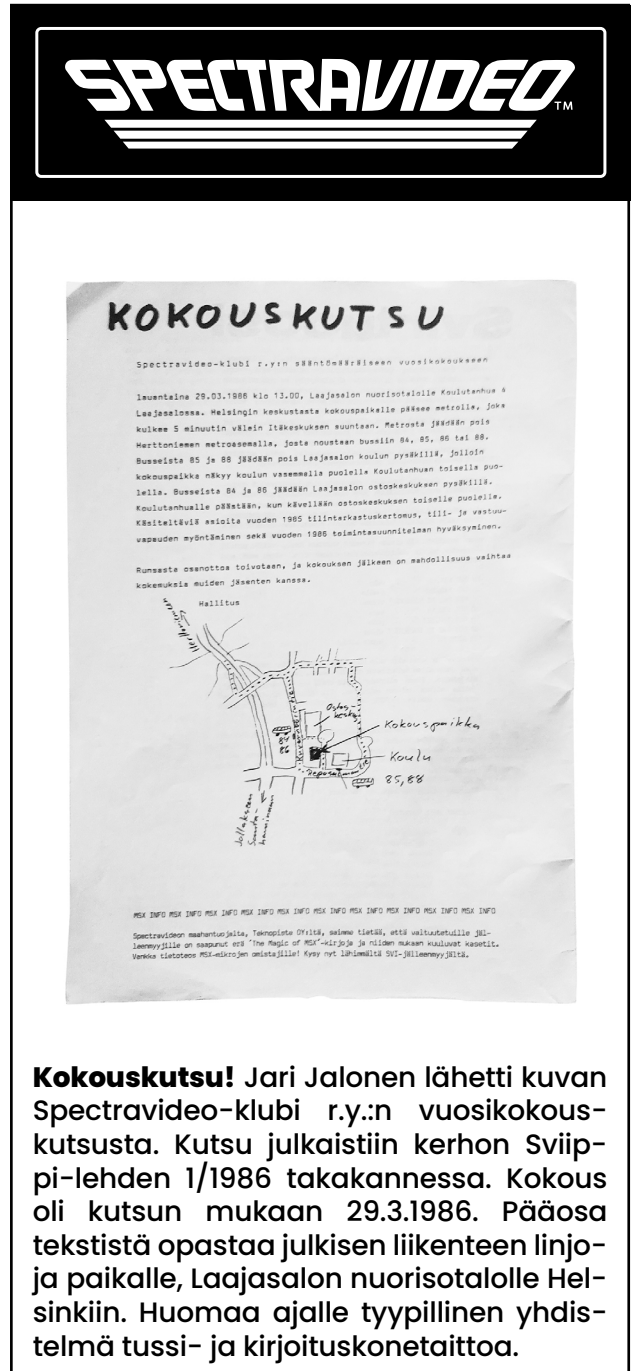 SPECTRAVIDEO™
KOKOUSKUTSU
Spectravideo-klubi r.y:n sääntömääräiseen vuosikokoukseen
lauantaina 29.03.1986 klo 13.00, Laajasalon nuorisotalolle Koulutanhua
Laajasalossa. Helsingin keskustasta kokouspaikalle pääsee metrolla, joka
kulkee 5 minuutin välein Itäkeskuksen suuntaan. Metrosta jäädään pois
Herttoniemen metroasemalla, josta noustaan bussiin 84, 85, 86 tai 88.
Busseista 85 ja 88 jäädään pois Laajasalon koulun pysäkillä, jolloin
kokouspaikka näkyy koulun vasemmalla puolella Koulutanhuan toisella puo-
lella. Busseista 84 ja 86 jäädään Laajasalon ostoskeskuksen pysäkillä.
Koulutanhualle päästään, kun kävellään ostoskeskuksen toiselle puolelle.
Käsiteltäviä asioita vuoden 1985 tilintarkastuskertomus, tili- ja vastuu-
vapauden myöntäminen sekä vuoden 1986 toimintasuunnitelman hyväksyminen.
Runsasta osanottoa toivotaan, ja kokouksen jälkeen on mahdollisuus vaihtaa
kokemuksia muiden jäsenten kanssa.
Hallitus
Herttoniemeen
Ostos-
kesk.
Kokouspaikka
84
86
Koulu
85,88
Jollakseen
Santa-
haminaan
MSX INFO MSX INFO MSX INFO MSX INFO MSX INFO MSX INFO MSX INFO MSX INFO MSX INFO MSX INFO
Spectravideon maahantuojalta, Teknopiste OY:ltä, saimme tietää, että valtuutetuille jäl-
leenmyyjille on saapunut erä 'The Magic of MSX'-kirjoja ja niiden mukaan kuuluvat kasetit.
Vankka tietoteos MSX-mikrojen omistajille! Kysy nyt lähimmältä SVI-jälleenmyyjältä.
Kokouskutsu! Jari Jalonen lähetti kuvan
Spectravideo-klubi r.y.:n vuosikokous-
kutsusta. Kutsu julkaistiin kerhon Sviip-
pi-lehden 1/1986 takakannessa. Kokous
oli kutsun mukaan 29.3.1986. Pääosa
tekstistä opastaa julkisen liikenteen linjo-
ja paikalle, Laajasalon nuorisotalolle Hel-
sinkiin. Huomaa ajalle tyypillinen yhdis-
telmä tussi- ja kirjoituskonetaittoa.